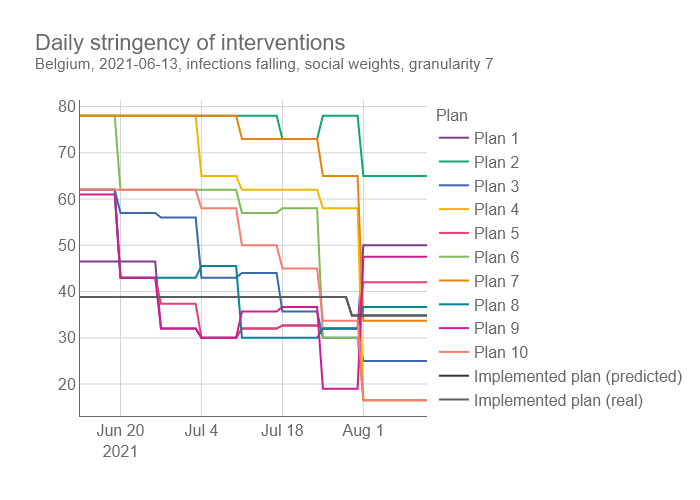 Daily stringency of interventions
Belgium, 2021-06-13, infections falling, social weights, granularity 7
80
70
60
50
40
30
20
Jun 20
2021
Jul 4
Jul 18
Aug 1
Plan
Plan 1
Plan 2
Plan 3
Plan 4
Plan 5
Plan 6
Plan 7
Plan 8
Plan 9
Plan 10
Implemented plan (predicted)
Implemented plan (real)